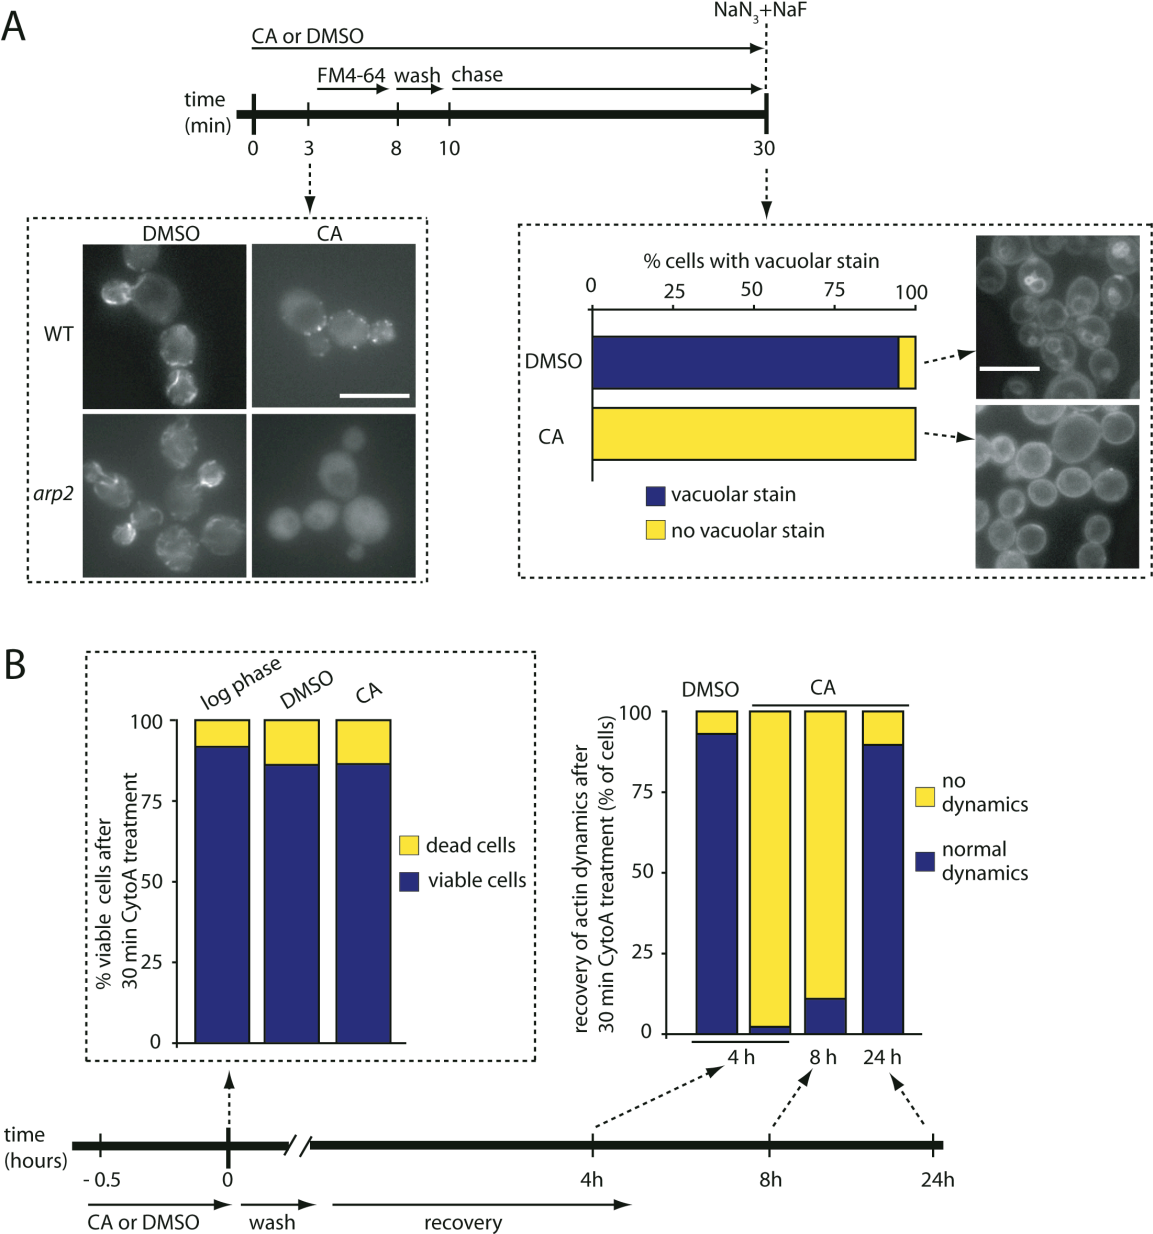 A
NaN3+NaF
CA or DMSO
FM4-64 wash chase
time
(min)
0 3 8 10 30
DMSO CA
WT
arp2
% cells with vacuolar stain
0 25 50 75 100
DMSO
CA
vacuolar stain
no vacuolar stain
B
log phase DMSO CA
% viable cells after
30 min CytoA treatment
100
75
50
25
0
dead cells
viable cells
DMSO CA
recovery of actin dynamics after
30 min CytoA treatment (% of cells)
100
75
50
25
0
no
dynamics
normal
dynamics
4 h 8 h 24 h
time
(hours)
- 0.5 0 4h 8h 24h
CA or DMSO wash recovery